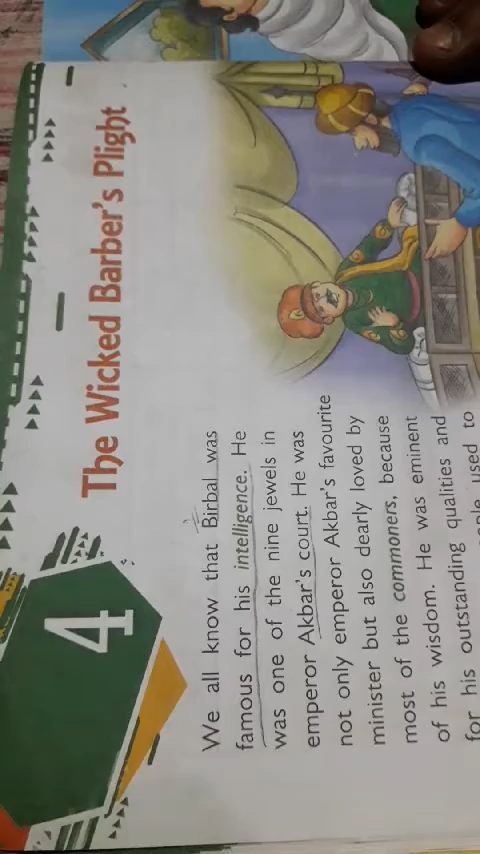 4
The Wicked Barber's Plight
We all know that Birbal was
famous for his intelligence. He
was one of the nine jewels in
emperor Akbar's court. He was
not only emperor Akbar's favourite
minister but also dearly loved by
most of the commoners, because
of his wisdom. He was eminent
for his outstanding qualities and
used to